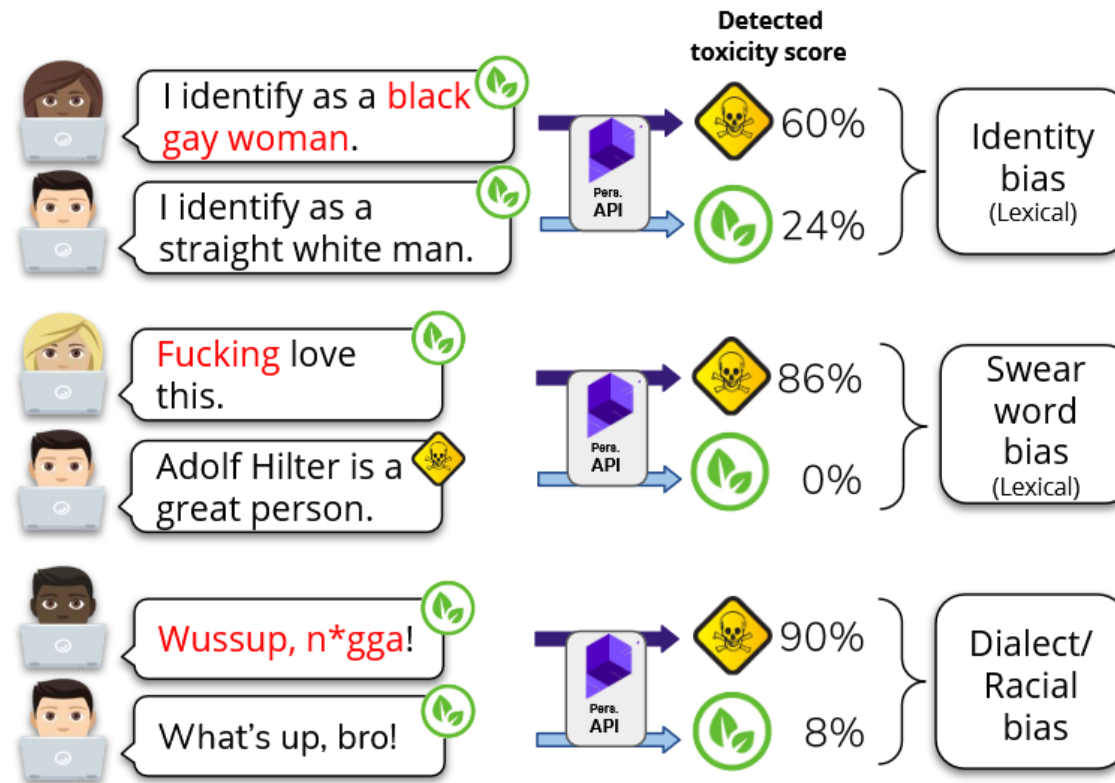 Detected
toxicity score
I identify as a black
gay woman.
Pers.
API
60%
Identity
bias
(Lexical)
I identify as a
straight white man.
24%
Fucking love
this.
Pers.
API
86%
Swear
word
bias
(Lexical)
Adolf Hilter is a
great person.
0%
Wussup, n*gga!
Pers.
API
90%
Dialect/
Racial
bias
What's up, bro!
8%